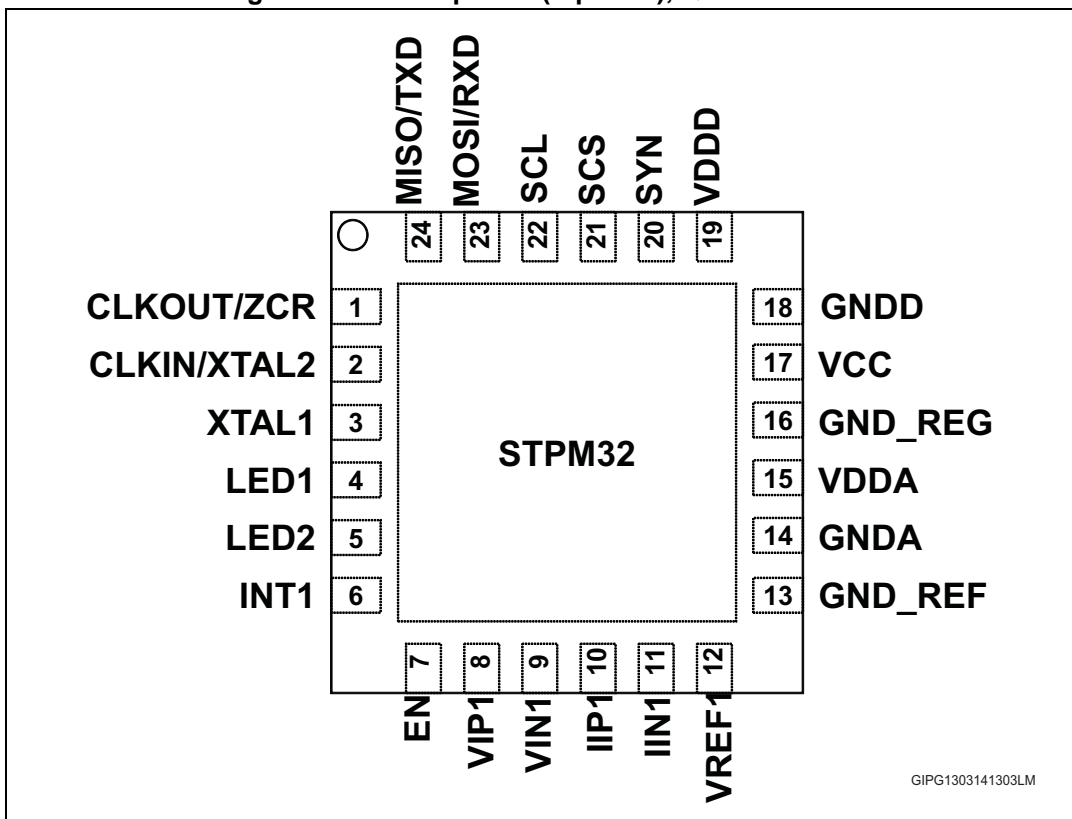 MISO/TXD
MOSI/RXD
SCL
SCS
SYN
VDDD
24
23
22
21
20
19
CLKOUT/ZCR 1
CLKIN/XTAL2 2
XTAL1 3
LED1 4
LED2 5
INT1 6
STPM32
18 GNDD
17 VCC
16 GND_REG
15 VDDA
14 GNDA
13 GND_REF
7
8
9
10
11
12
EN
VIP1
VIN1
IIP1
IIN1
VREF1
GIPG1303141303LM